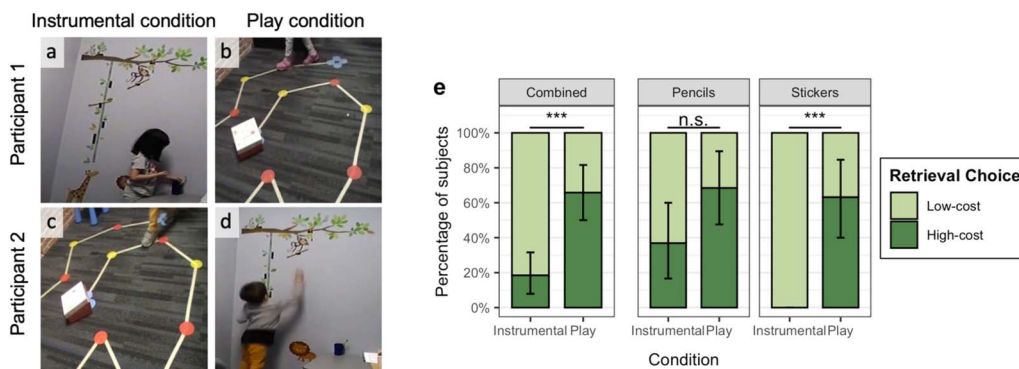 Instrumental condition
Play condition
Participant 1
Participant 2
a
b
c
d
e
Combined
Pencils
Stickers
***
n.s.
***
Percentage of subjects
100%
80%
60%
40%
20%
0%
Instrumental Play
Instrumental Play
Instrumental Play
Condition
Retrieval Choice
Low-cost
High-cost